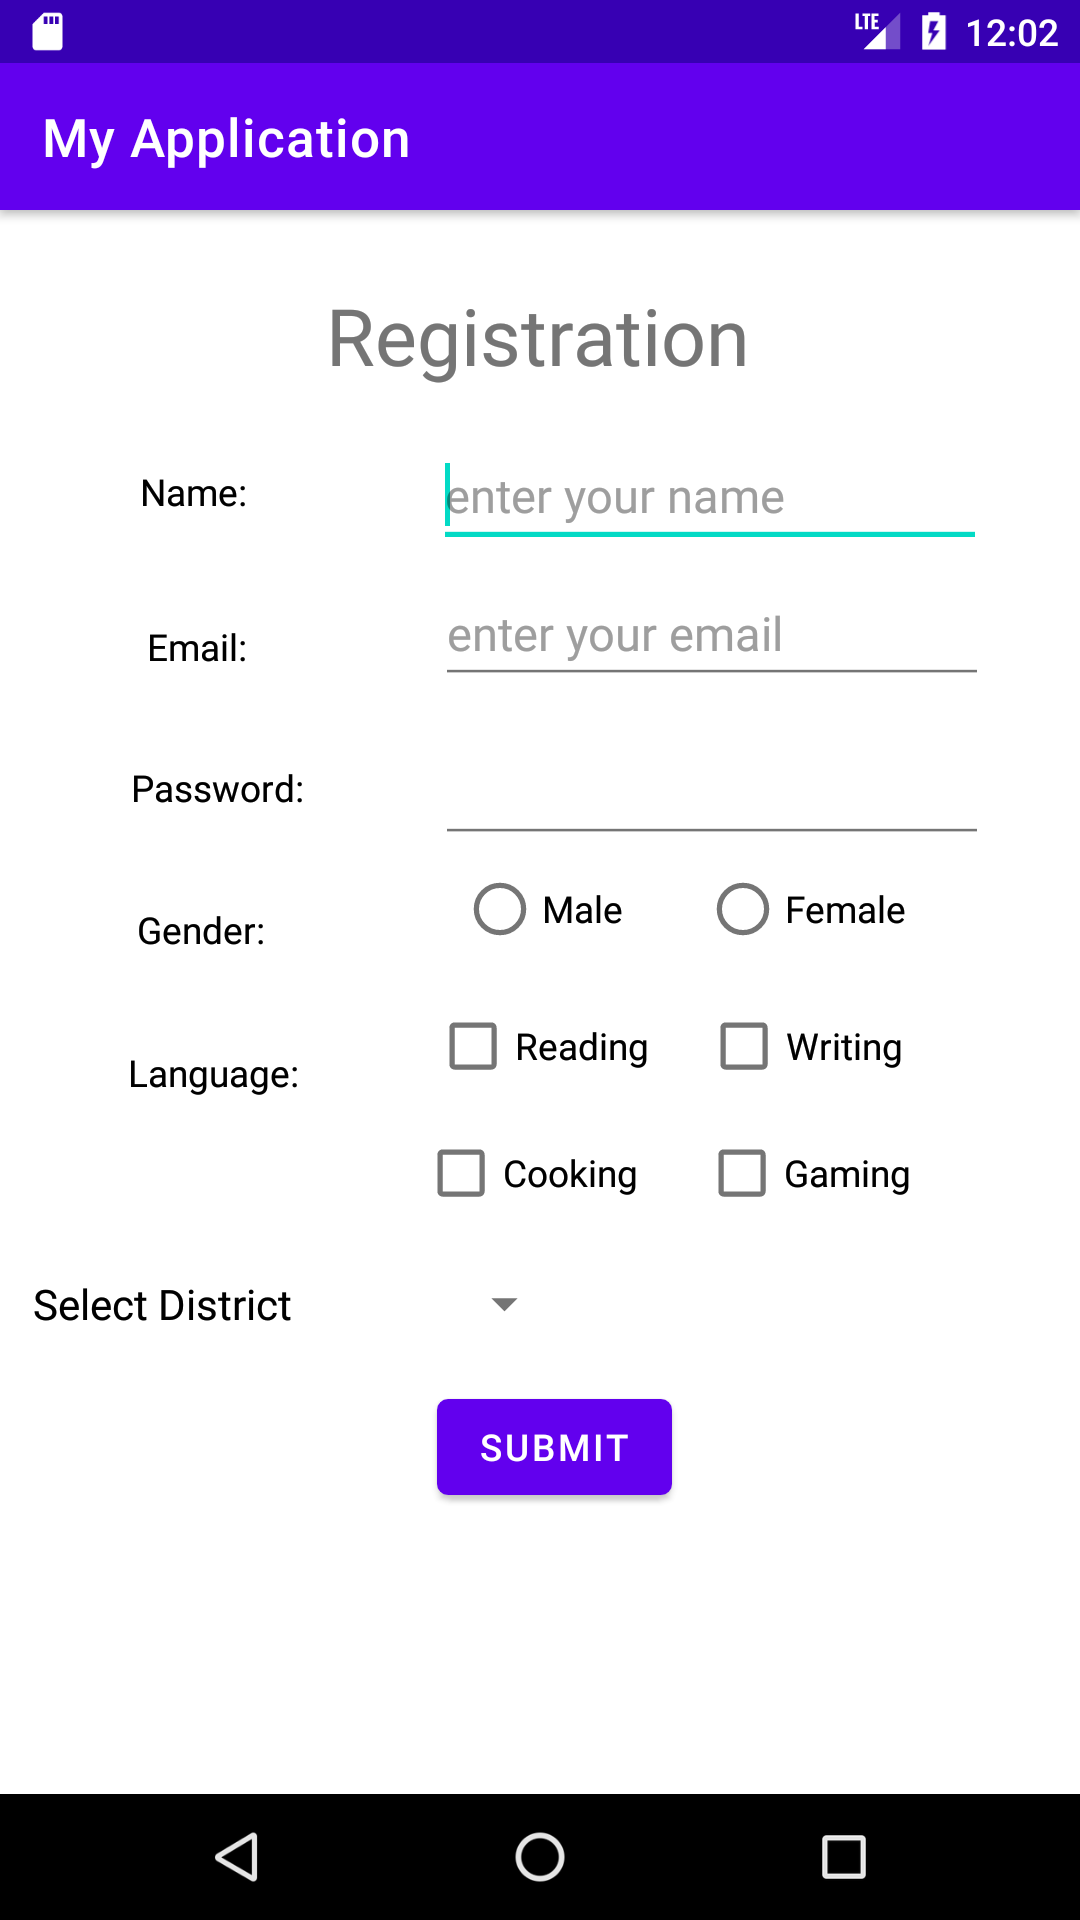 LTE 12:02
My Application
Registration
Name: enter your name
Email: enter your email
Password:
Gender: Male Female
Language: Reading Writing
Cooking Gaming
Select District
SUBMIT